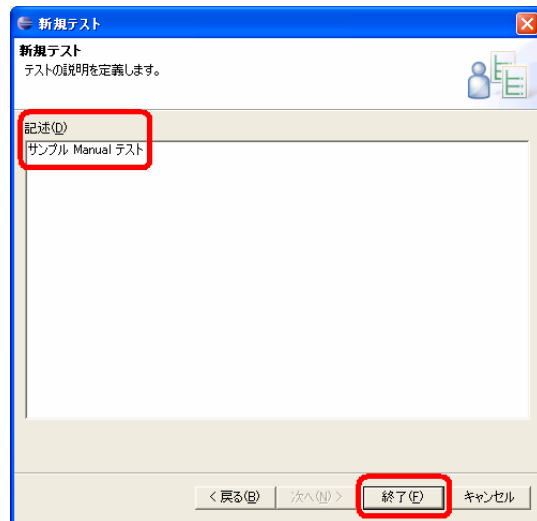 新規テスト
新規テスト
テストの説明を定義します。
記述(D)
サンプル Manual テスト
< 戻る(B) 次へ(N) > 終了(F) キャンセル